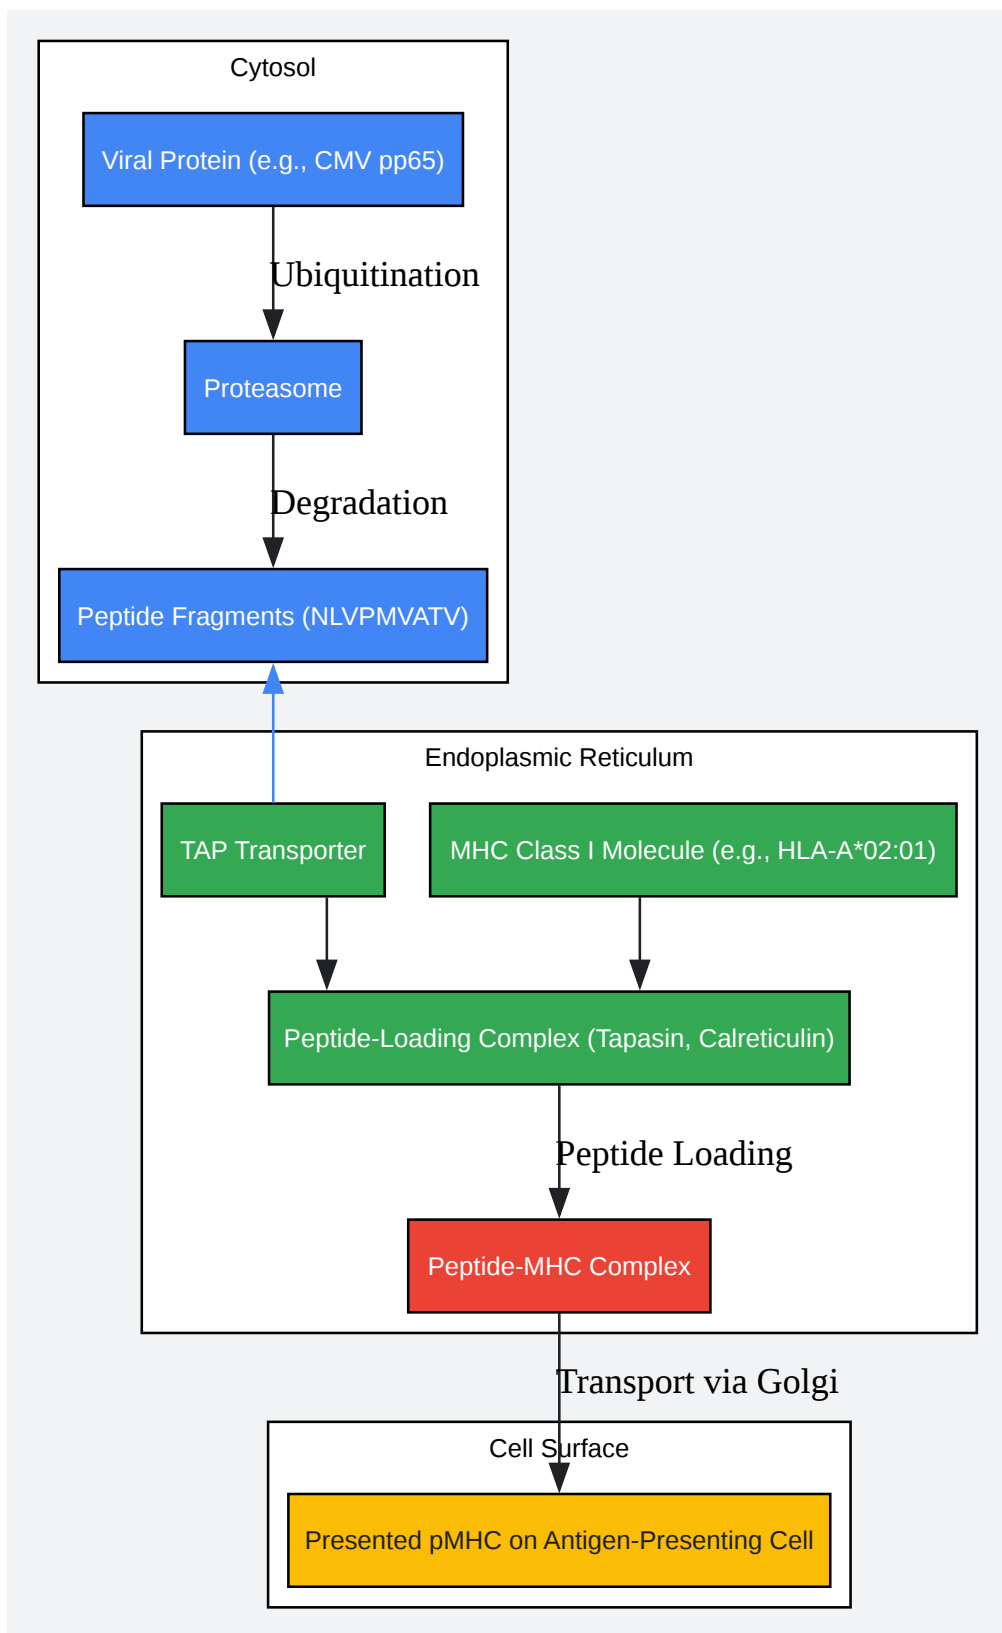 Cytosol
Viral Protein (e.g., CMV pp65)
Ubiquitination
Proteasome
Degradation
Peptide Fragments (NLVPMVATV)
Endoplasmic Reticulum
TAP Transporter
MHC Class I Molecule (e.g., HLA-A*02:01)
Peptide-Loading Complex (Tapasin, Calreticulin)
Peptide Loading
Peptide-MHC Complex
Transport via Golgi
Cell Surface
Presented pMHC on Antigen-Presenting Cell